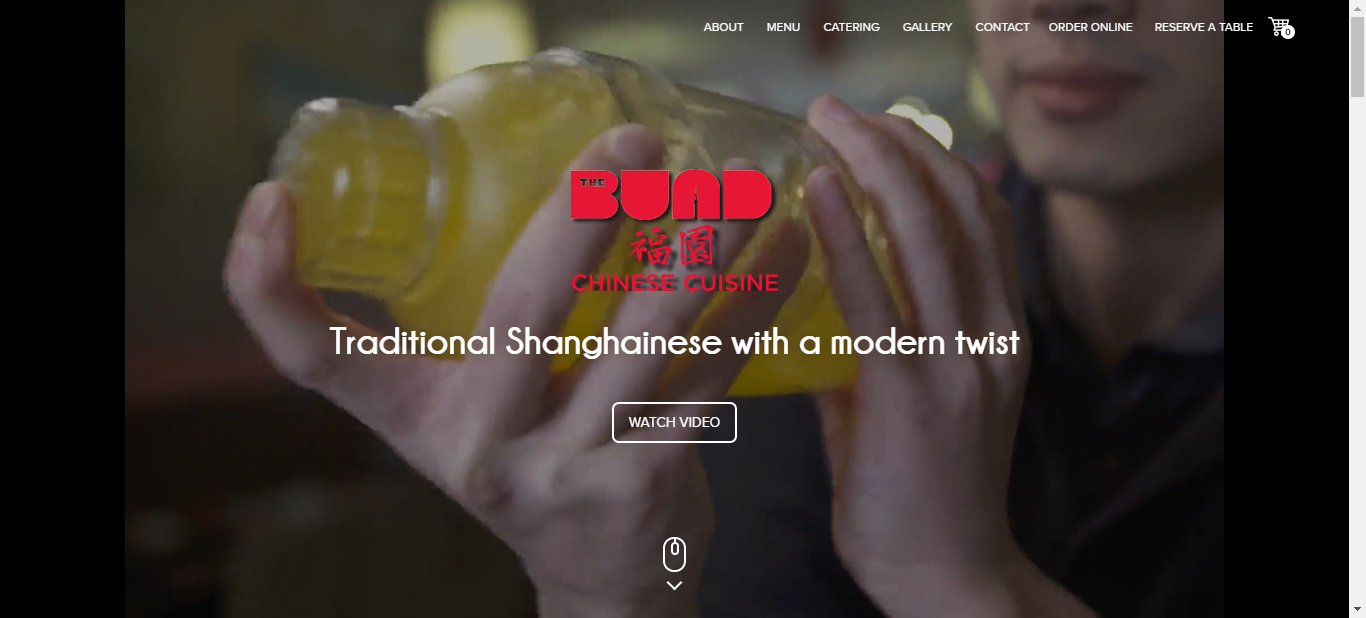 ABOUT MENU CATERING GALLERY CONTACT ORDER ONLINE RESERVE A TABLE 0
THE
BUND
福園
CHINESE CUISINE
Traditional Shanghainese with a modern twist
WATCH VIDEO